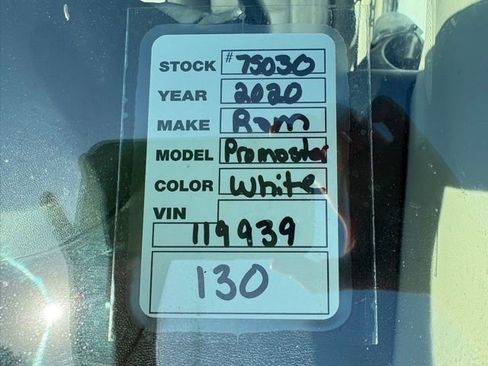 STOCK #75030
YEAR 2020
MAKE Ram
MODEL Promaster
COLOR White
VIN
119939
130